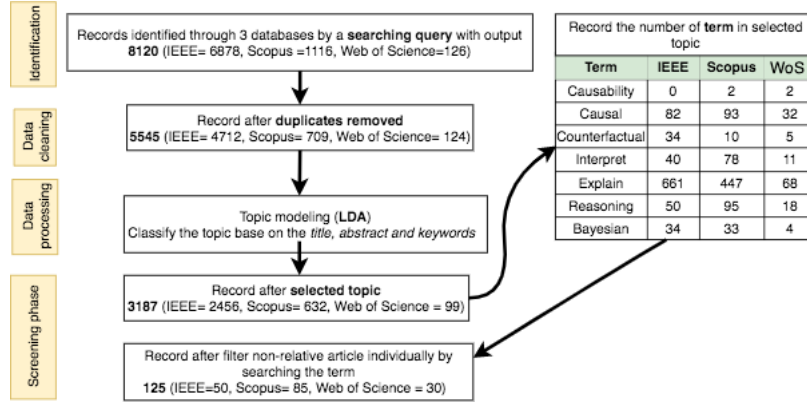 Identification
Records identified through 3 databases by a searching query with output
8120 (IEEE= 6878, Scopus =1116, Web of Science=126)
Data
cleaning
Record after duplicates removed
5545 (IEEE= 4712, Scopus= 709, Web of Science= 124)
Data
processing
Topic modeling (LDA)
Classify the topic base on the title, abstract and keywords
Screening phase
Record after selected topic
3187 (IEEE= 2456, Scopus= 632, Web of Science = 99)
Record after filter non-relative article individually by
searching the term
125 (IEEE=50, Scopus= 85, Web of Science = 30)
Record the number of term in selected
topic
Term IEEE Scopus WoS
Causability 0 2 2
Causal 82 93 32
Counterfactual 34 10 5
Interpret 40 78 11
Explain 661 447 68
Reasoning 50 95 18
Bayesian 34 33 4